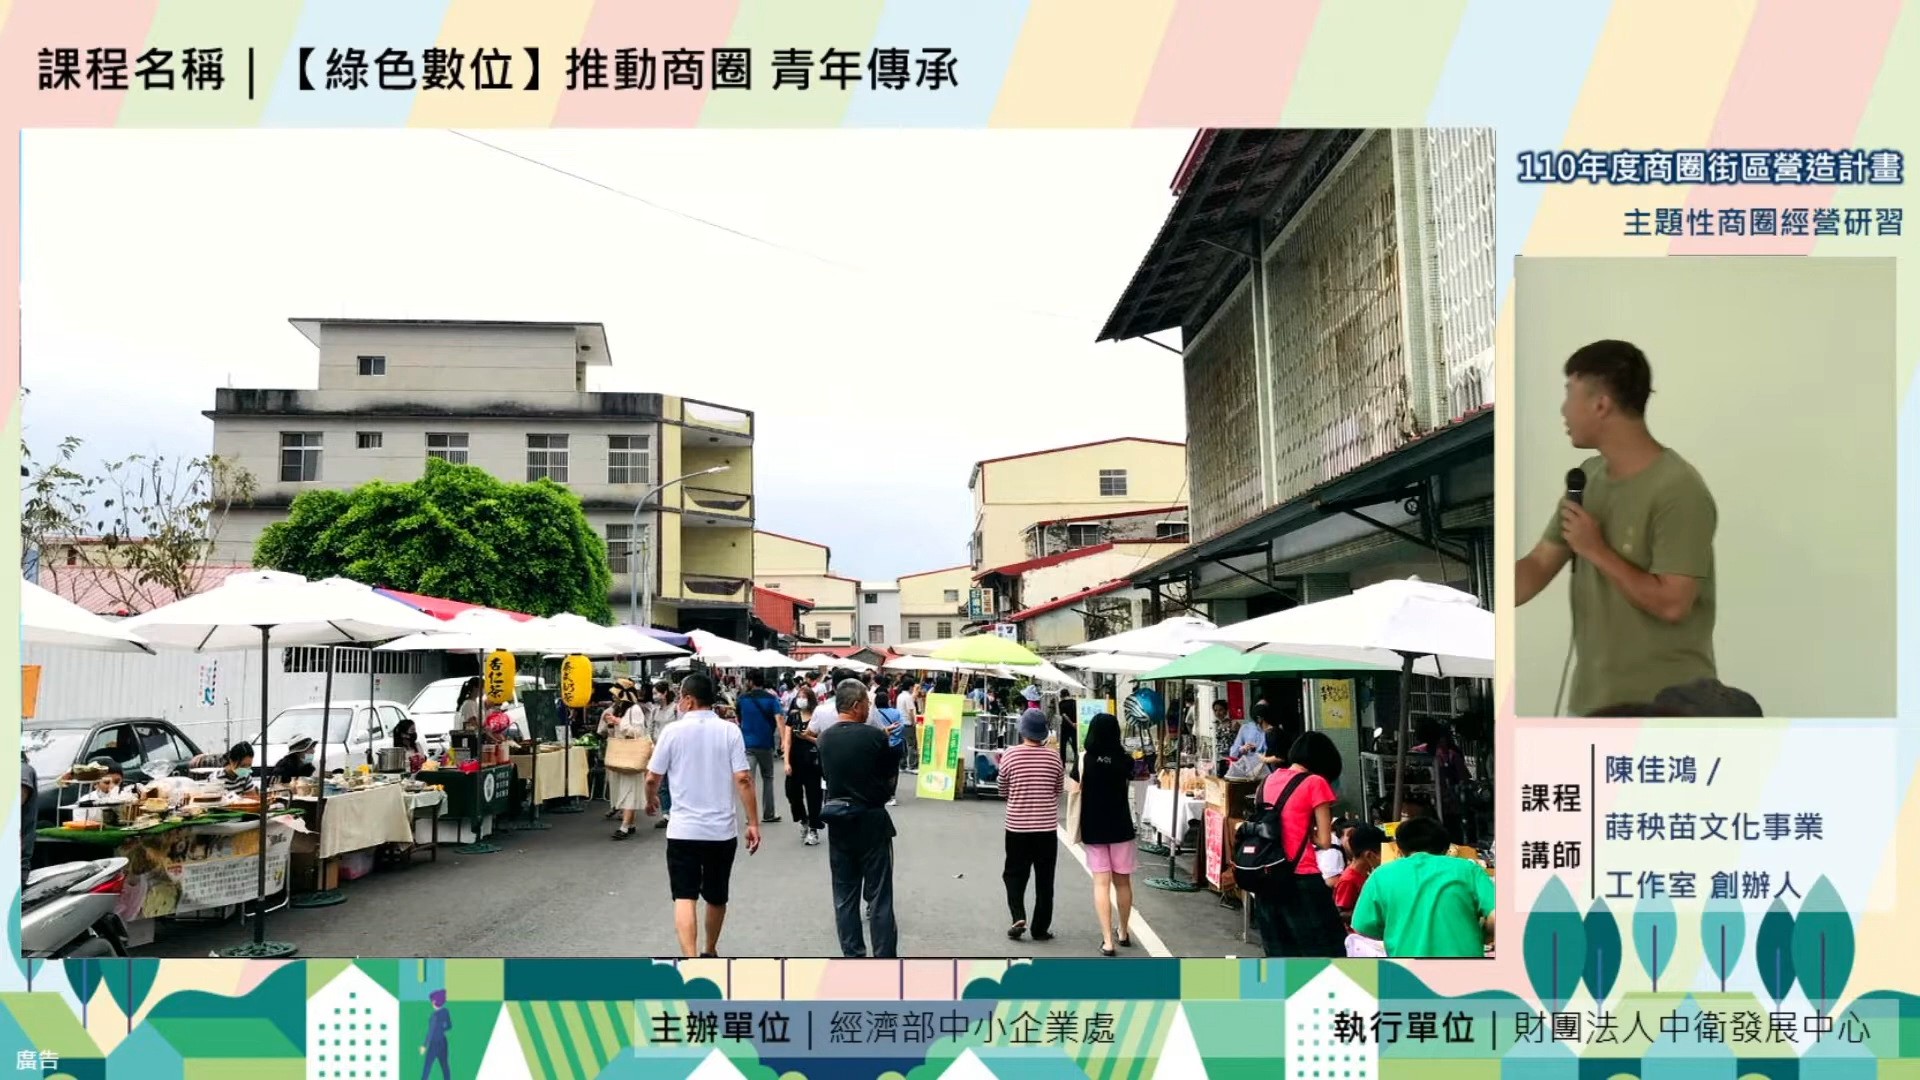 課程名稱｜【綠色數位】推動商圈 青年傳承
110年度商圈街區營造計畫
主題性商圈經營研習
杏仁茶
課程
講師
陳佳鴻 /
蒔秧苗文化事業
工作室 創辦人
主辦單位｜經濟部中小企業處
執行單位｜財團法人中衛發展中心
廣告